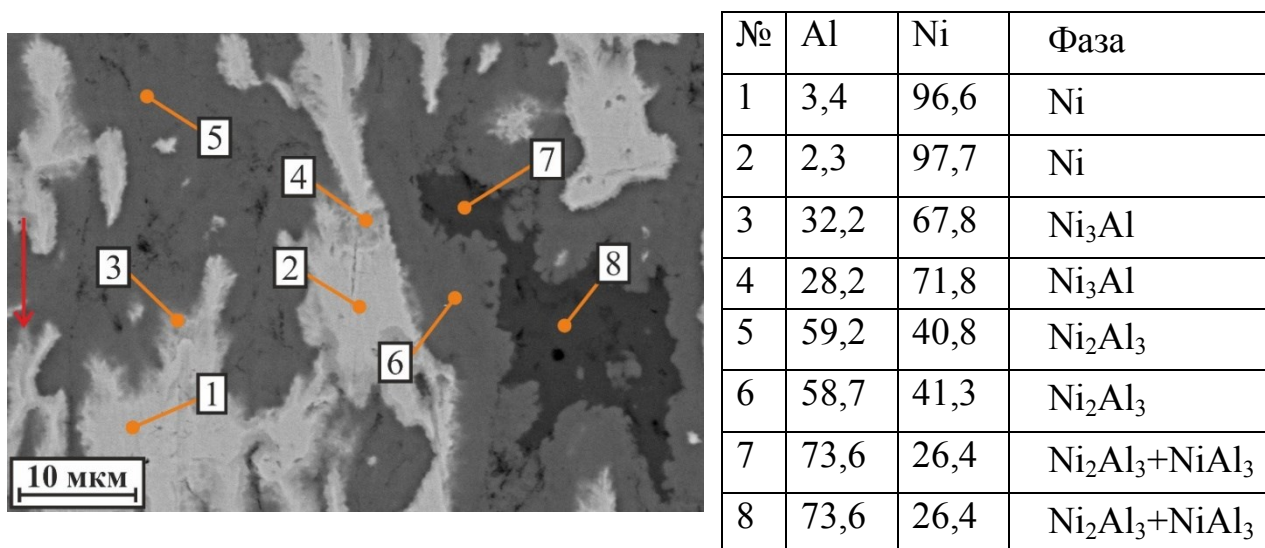 5
7
4
3
2
8
6
1
10 мкм
№ Al Ni Фаза
1 3,4 96,6 Ni
2 2,3 97,7 Ni
3 32,2 67,8 Ni₃Al
4 28,2 71,8 Ni₃Al
5 59,2 40,8 Ni₂Al₃
6 58,7 41,3 Ni₂Al₃
7 73,6 26,4 Ni₂Al₃+NiAl₃
8 73,6 26,4 Ni₂Al₃+NiAl₃